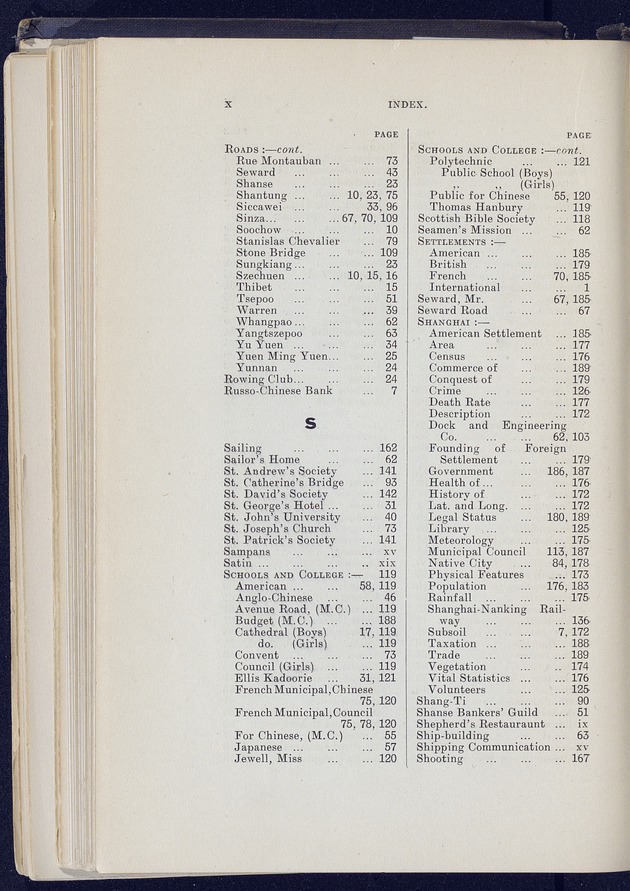 x INDEX.
PAGE
ROADS :—cont.
Rue Montauban ... ... 73
Seward ... ... ... 43
Shanse ... ... ... 23
Shantung ... ... 10, 23, 75
Siccawei ... ... 33, 96
Sinza... ... ... 67, 70, 109
Soochow ... ... ... 10
Stanislas Chevalier ... 79
Stone Bridge ... ... 109
Sungkiang ... ... ... 23
Szechuen ... ... 10, 15, 16
Thibet ... ... ... 15
Tsepoo ... ... ... 51
Warren ... ... ... 39
Whangpao ... ... ... 62
Yangtszepoo ... ... 63
Yu Yuen ... ... ... 34
Yuen Ming Yuen... ... 25
Yunnan ... ... ... 24
Rowing Club... ... ... 24
Russo-Chinese Bank ... 7
S
Sailing ... ... ... 162
Sailor's Home ... ... 62
St. Andrew's Society ... 141
St. Catherine's Bridge ... 93
St. David's Society ... 142
St. George's Hotel ... ... 31
St. John's University ... 40
St. Joseph's Church ... 73
St. Patrick's Society ... 141
Sampans ... ... ... xv
Satin ... ... ... .. xix
SCHOOLS AND COLLEGE :— 119
American ... ... 58, 119
Anglo-Chinese ... ... 46
Avenue Road, (M.C.) ... 119
Budget (M.C.) ... ... 188
Cathedral (Boys) 17, 119
do. (Girls) ... 119
Convent ... ... ... 73
Council (Girls) ... ... 119
Ellis Kadoorie ... 31, 121
French Municipal, Chinese
75, 120
French Municipal, Council
75, 78, 120
For Chinese, (M.C.) ... 55
Japanese ... ... ... 57
Jewell, Miss ... ... 120
PAGE
SCHOOLS AND COLLEGE :—cont.
Polytechnic ... ... 121
Public School (Boys)
,, ,, (Girls)
Public for Chinese 55, 120
Thomas Hanbury ... 119
Scottish Bible Society ... 118
Seamen's Mission ... ... 62
SETTLEMENTS :—
American ... ... ... 185
British ... ... ... 179
French ... ... 70, 185
International ... ... 1
Seward, Mr. ... 67, 185
Seward Road ... ... 67
SHANGHAI :—
American Settlement ... 185
Area ... ... ... 177
Census ... ... ... 176
Commerce of ... ... 189
Conquest of ... ... 179
Crime ... ... ... 126
Death Rate ... ... 177
Description ... ... 172
Dock and Engineering
Co. ... ... 62, 103
Founding of Foreign
Settlement ... ... 179
Government ... 186, 187
Health of ... ... ... 176
History of ... ... 172
Lat. and Long. ... ... 172
Legal Status ... 180, 189
Library ... ... ... 125
Meteorology ... ... 175
Municipal Council 113, 187
Native City ... 84, 178
Physical Features ... 173
Population ... 176, 183
Rainfall ... ... ... 175
Shanghai-Nanking Rail-
way ... ... ... 136
Subsoil ... ... 7, 172
Taxation ... ... ... 188
Trade ... ... ... 189
Vegetation ... ... 174
Vital Statistics ... ... 176
Volunteers ... ... 125
Shang-Ti ... ... ... 90
Shanse Bankers' Guild ... 51
Shepherd's Restauraunt ... ix
Ship-building ... ... 63
Shipping Communication ... xv
Shooting ... ... ... 167